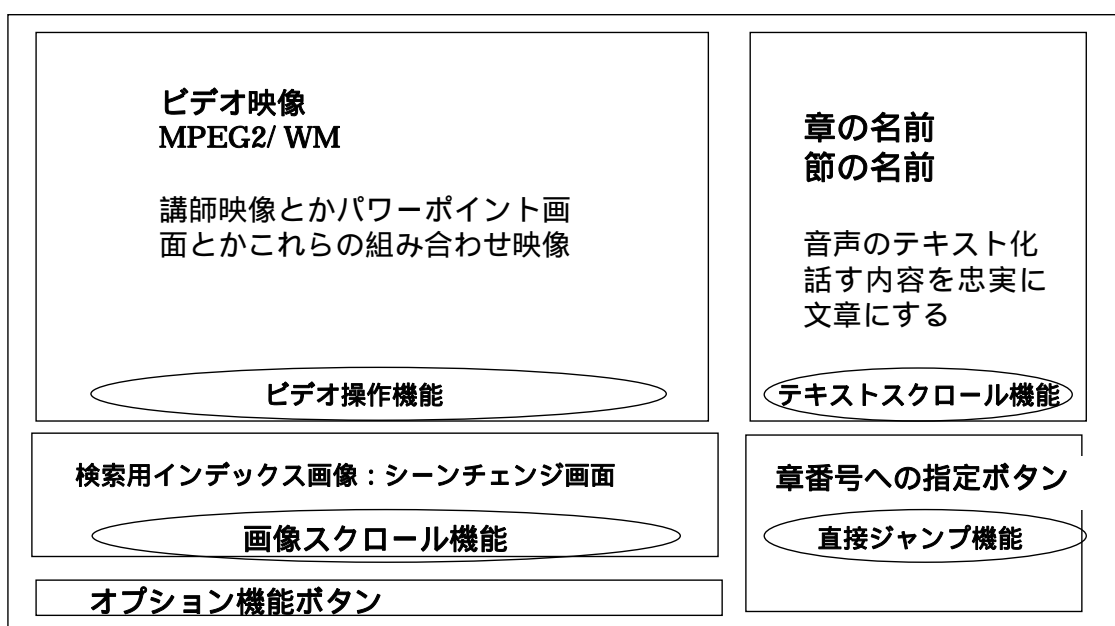 ビデオ映像
MPEG2/ WM
講師映像とかパワーポイント画
面とかこれらの組み合わせ映像
ビデオ操作機能
章の名前
節の名前
音声のテキスト化
話す内容を忠実に
文章にする
テキストスクロール機能
検索用インデックス画像：シーンチェンジ画面
画像スクロール機能
章番号への指定ボタン
直接ジャンプ機能
オプション機能ボタン